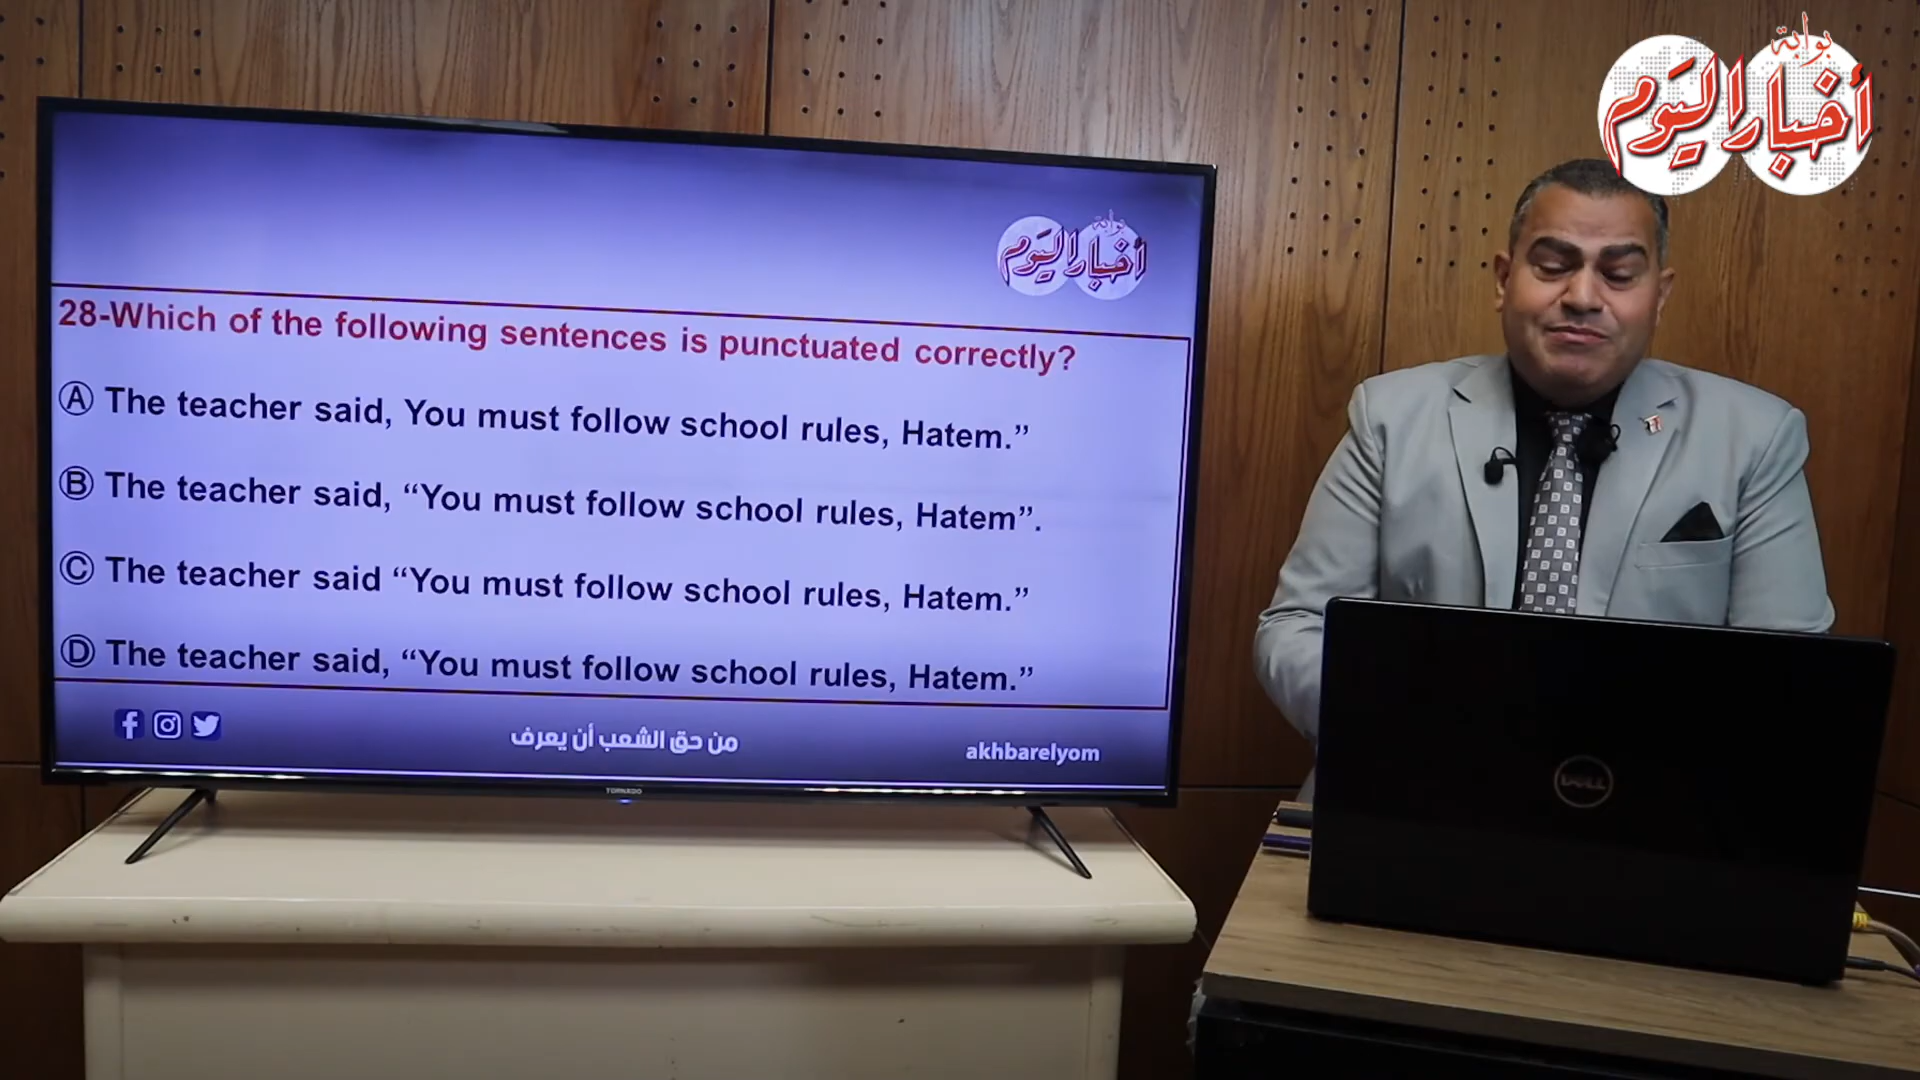 بوابة
أخبار اليوم
بوابة
أخبار اليوم
28-Which of the following sentences is punctuated correctly?
Ⓐ The teacher said, You must follow school rules, Hatem.”
Ⓑ The teacher said, “You must follow school rules, Hatem”.
Ⓒ The teacher said “You must follow school rules, Hatem.”
Ⓓ The teacher said, “You must follow school rules, Hatem.”
من حق الشعب أن يعرف
akhbarelyom
TORNADO
DELL